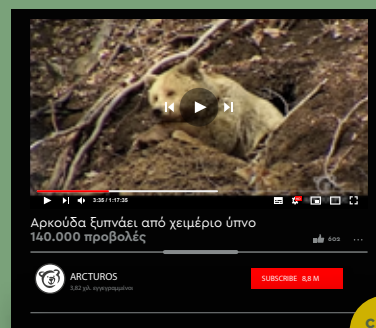 3:35 / 1:17:35
Αρκούδα ξυπνάει από χειμέριο ύπνο
140.000 προβολές
603
ARCTUROS
3,82 χιλ. εγγεγραμμένοι
SUBSCRIBE 8,8 M